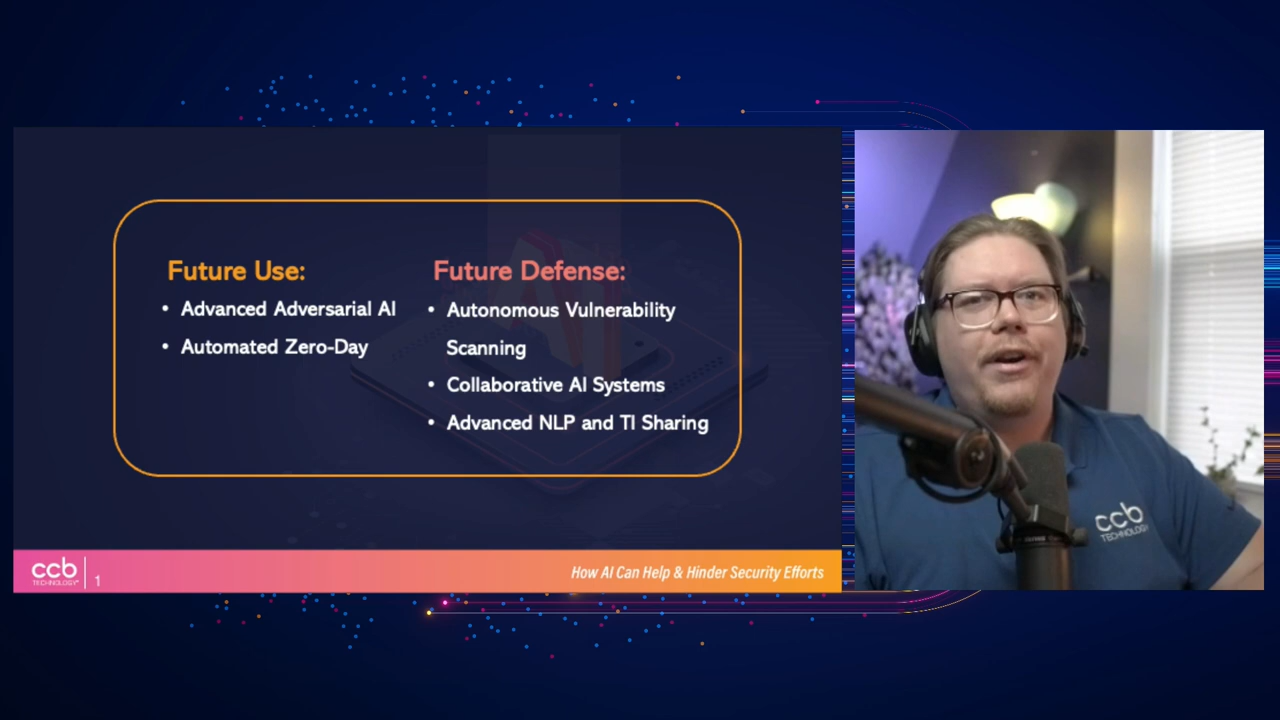 Future Use:
• Advanced Adversarial AI
• Automated Zero-Day
Future Defense:
• Autonomous Vulnerability
Scanning
• Collaborative AI Systems
• Advanced NLP and TI Sharing
ccb
TECHNOLOGY
1
How AI Can Help & Hinder Security Efforts
ccb
TECHNOLOGY